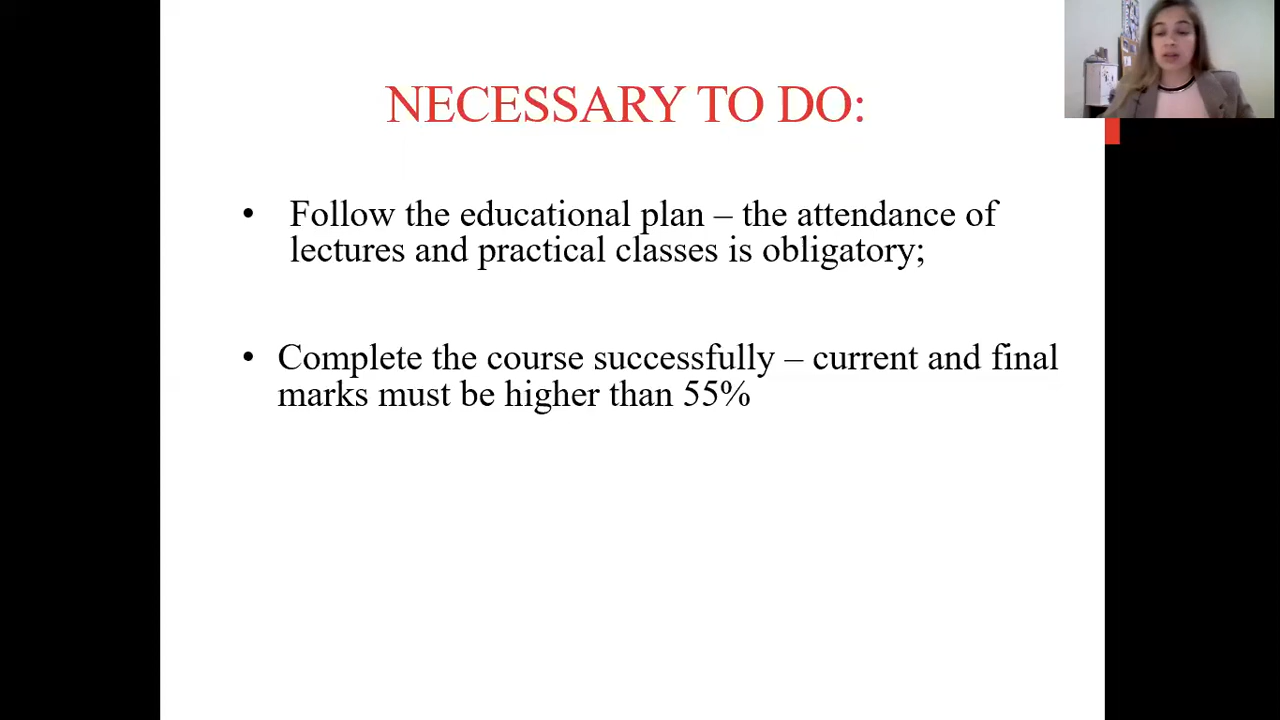 NECESSARY TO DO:
• Follow the educational plan – the attendance of
lectures and practical classes is obligatory;
• Complete the course successfully – current and final
marks must be higher than 55%